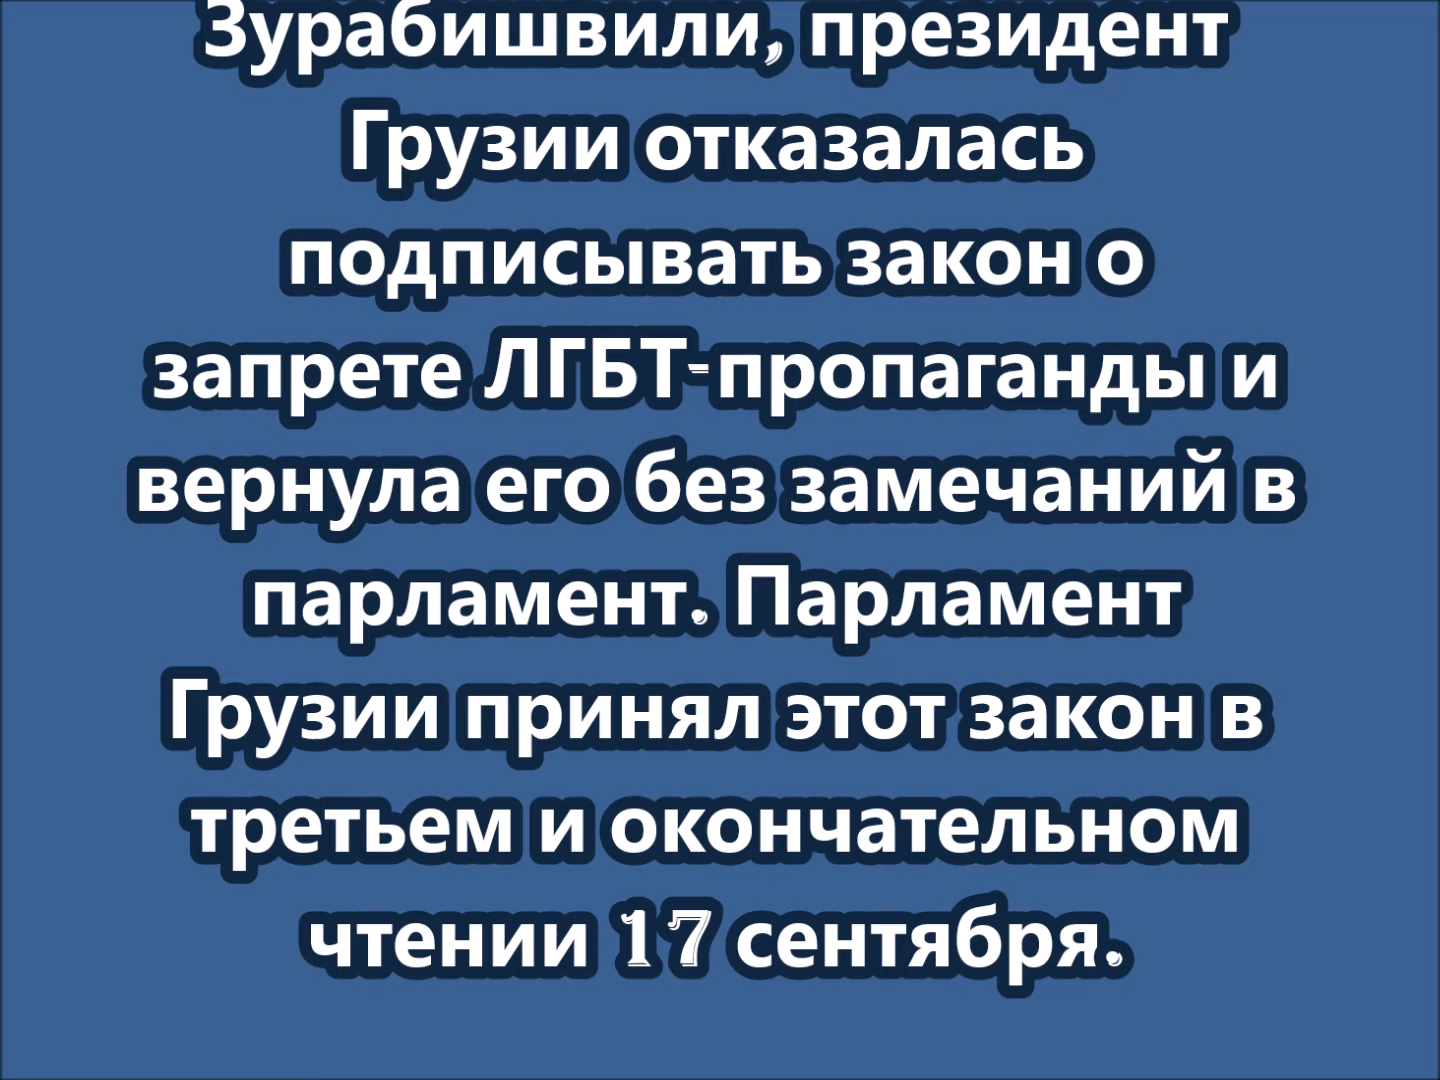 Зурабишвили, президент
Грузии отказалась
подписывать закон о
запрете ЛГБТ-пропаганды и
вернула его без замечаний в
парламент. Парламент
Грузии принял этот закон в
третьем и окончательном
чтении 17 сентября.